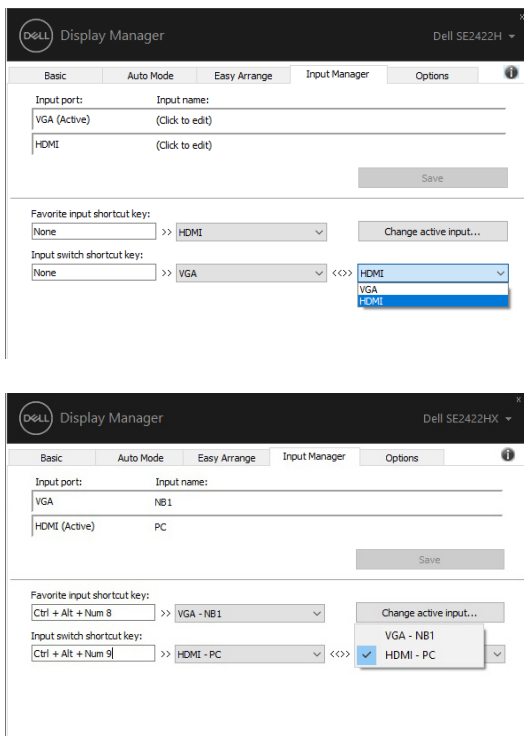 DELL Display Manager Dell SE2422H
Basic Auto Mode Easy Arrange Input Manager Options
Input port: Input name:
VGA (Active) (Click to edit)
HDMI (Click to edit)
Save
Favorite input shortcut key:
None >> HDMI Change active input...
Input switch shortcut key:
None >> VGA <<>> HDMI
VGA
HDMI
DELL Display Manager Dell SE2422HX
Basic Auto Mode Easy Arrange Input Manager Options
Input port: Input name:
VGA NB1
HDMI (Active) PC
Save
Favorite input shortcut key:
Ctrl + Alt + Num 8 >> VGA - NB1 Change active input...
Input switch shortcut key:
VGA - NB1
Ctrl + Alt + Num 9 >> HDMI - PC <<>> HDMI - PC